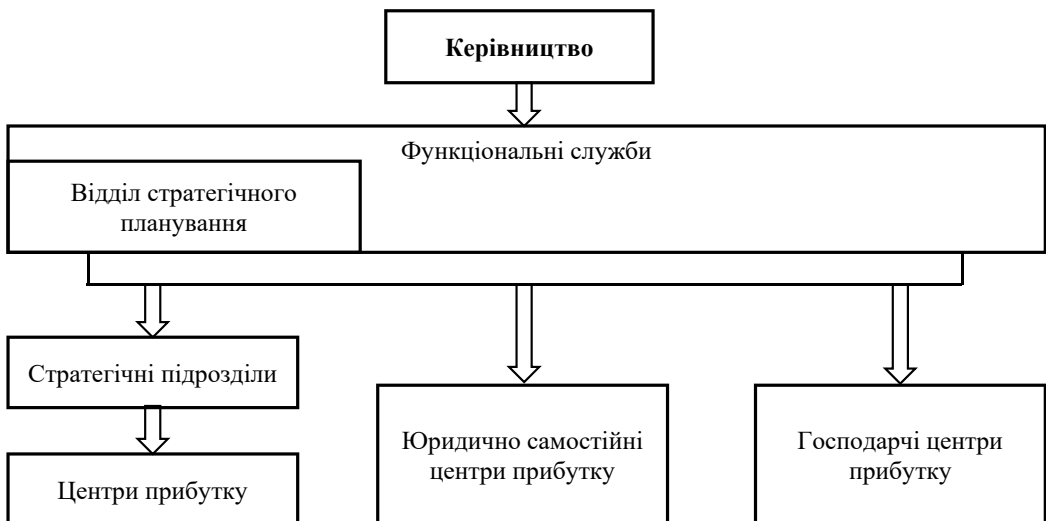 Керівництво
Функціональні служби
Відділ стратегічного
планування
Стратегічні підрозділи
Центри прибутку
Юридично самостійні
центри прибутку
Господарчі центри
прибутку